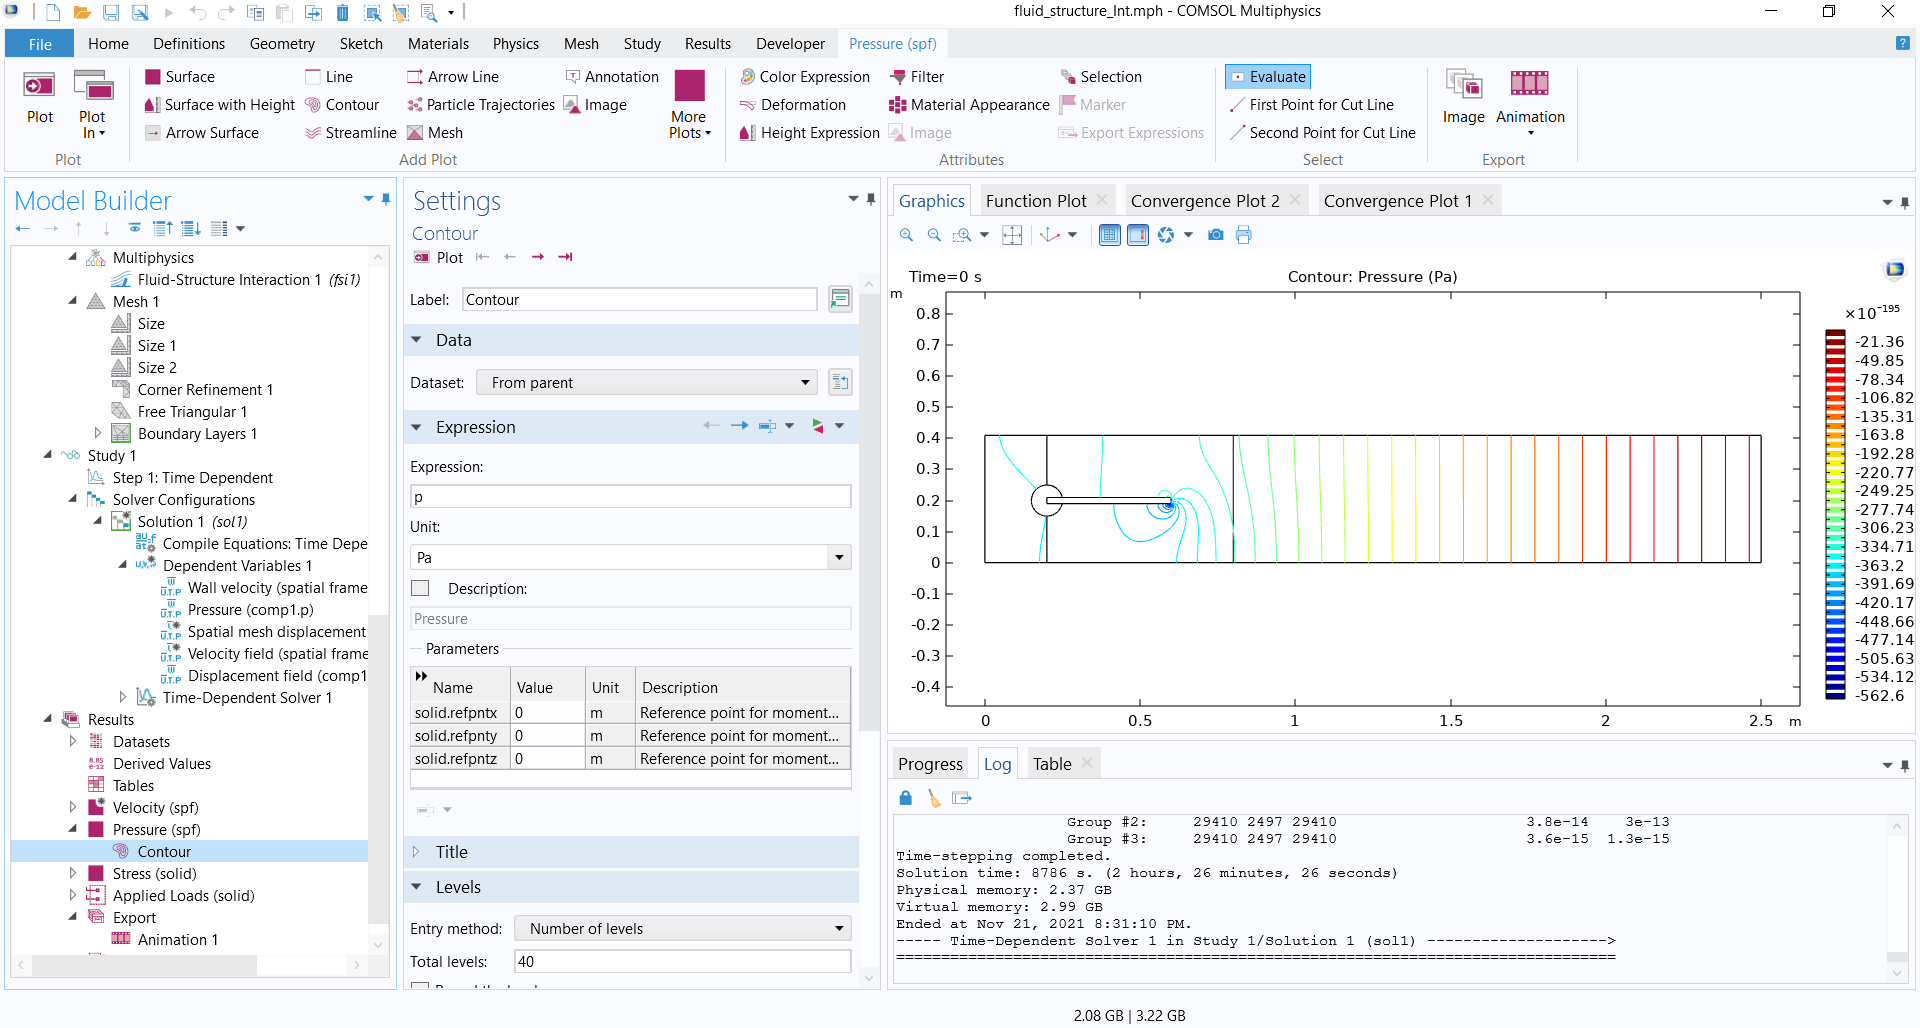 fluid_structure_Int.mph - COMSOL Multiphysics
File Home Definitions Geometry Sketch Materials Physics Mesh Study Results Developer Pressure (spf)
Plot
Plot In
Plot
Surface
Surface with Height
Arrow Surface
Line
Contour
Streamline
Arrow Line
Particle Trajectories
Mesh
Annotation
Image
More Plots
Add Plot
Color Expression
Deformation
Height Expression
Filter
Material Appearance
Image
Selection
Marker
Export Expressions
Attributes
Evaluate
First Point for Cut Line
Second Point for Cut Line
Select
Image
Animation
Export
Model Builder
Multiphysics
Fluid-Structure Interaction 1 (fsi1)
Mesh 1
Size
Size 1
Size 2
Corner Refinement 1
Free Triangular 1
Boundary Layers 1
Study 1
Step 1: Time Dependent
Solver Configurations
Solution 1 (sol1)
Compile Equations: Time Depe
Dependent Variables 1
Wall velocity (spatial frame
Pressure (comp1.p)
Spatial mesh displacement
Velocity field (spatial frame
Displacement field (comp1
Time-Dependent Solver 1
Results
Datasets
8.85
e-12
Derived Values
Tables
Velocity (spf)
Pressure (spf)
Contour
Stress (solid)
Applied Loads (solid)
Export
Animation 1
Settings
Contour
Plot
Label: Contour
Data
Dataset: From parent
Expression
Expression:
p
Unit:
Pa
Description:
Pressure
Parameters
Name Value Unit Description
solid.refpntx 0 m Reference point for moment...
solid.refpnty 0 m Reference point for moment...
solid.refpntz 0 m Reference point for moment...
Title
Levels
Entry method: Number of levels
Total levels: 40
Graphics Function Plot Convergence Plot 2 Convergence Plot 1
Time=0 s Contour: Pressure (Pa)
m
0.8
0.7
0.6
0.5
0.4
0.3
0.2
0.1
0
-0.1
-0.2
-0.3
-0.4
0 0.5 1 1.5 2 2.5 m
×10⁻¹⁹⁵
-21.36
-49.85
-78.34
-106.82
-135.31
-163.8
-192.28
-220.77
-249.25
-277.74
-306.23
-334.71
-363.2
-391.69
-420.17
-448.66
-477.14
-505.63
-534.12
-562.6
Progress Log Table
Group #2: 29410 2497 29410 3.8e-14 3e-13
Group #3: 29410 2497 29410 3.6e-15 1.3e-15
Time-stepping completed.
Solution time: 8786 s. (2 hours, 26 minutes, 26 seconds)
Physical memory: 2.37 GB
Virtual memory: 2.99 GB
Ended at Nov 21, 2021 8:31:10 PM.
----- Time-Dependent Solver 1 in Study 1/Solution 1 (sol1) -------------------->
================================================================================
2.08 GB | 3.22 GB